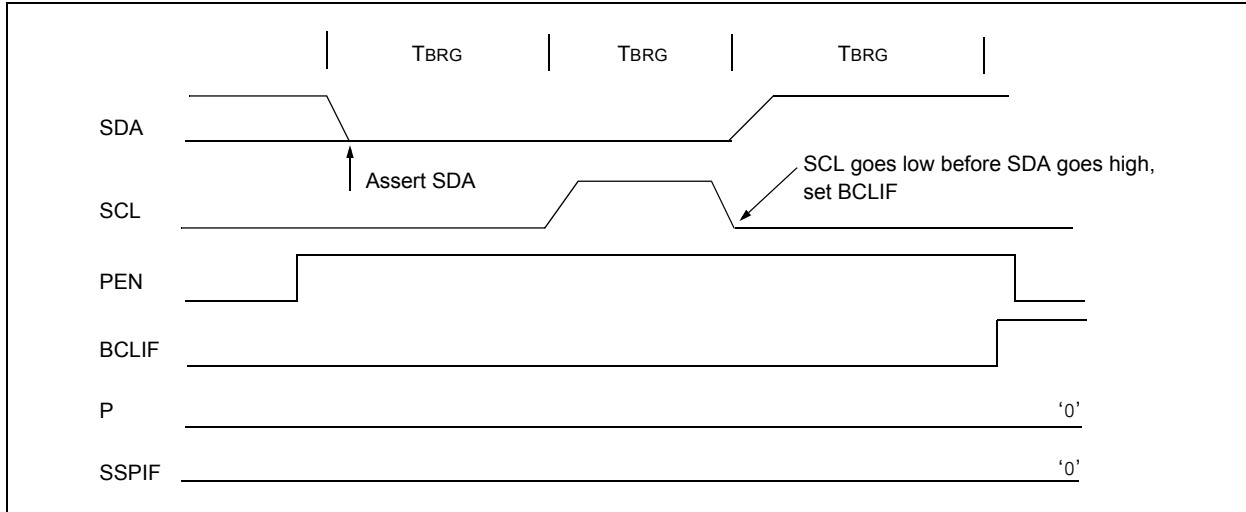 TBRG TBRG TBRG
SDA
Assert SDA
SCL goes low before SDA goes high,
set BCLIF
SCL
PEN
BCLIF
P
‘0’
SSPIF
‘0’